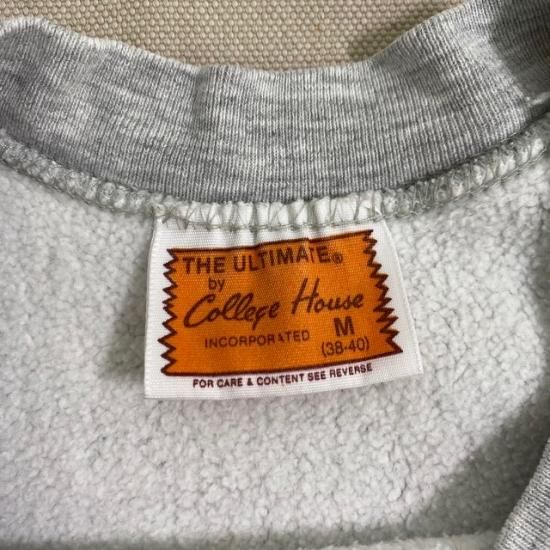 THE ULTIMATE®
by
College House
INCORPORATED M
(38-40)
FOR CARE & CONTENT SEE REVERSE